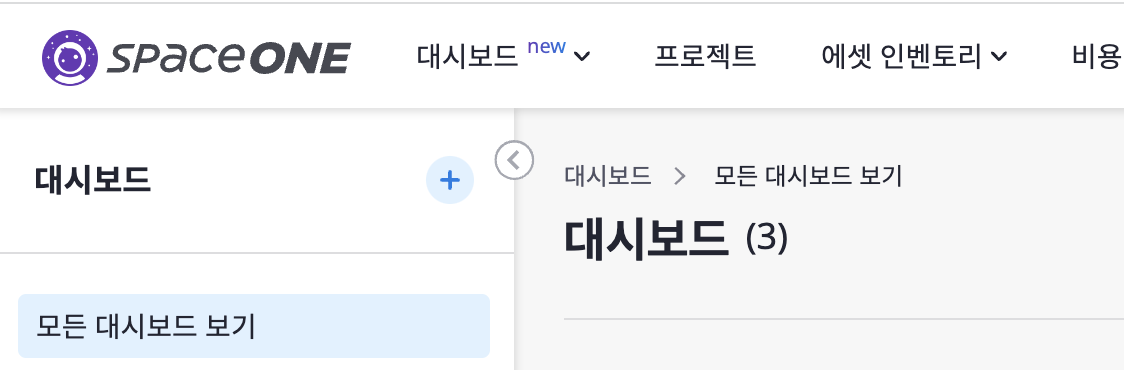 spaceONE 대시보드 new 프로젝트 에셋 인벤토리 비용
대시보드
대시보드 > 모든 대시보드 보기
대시보드 (3)
모든 대시보드 보기